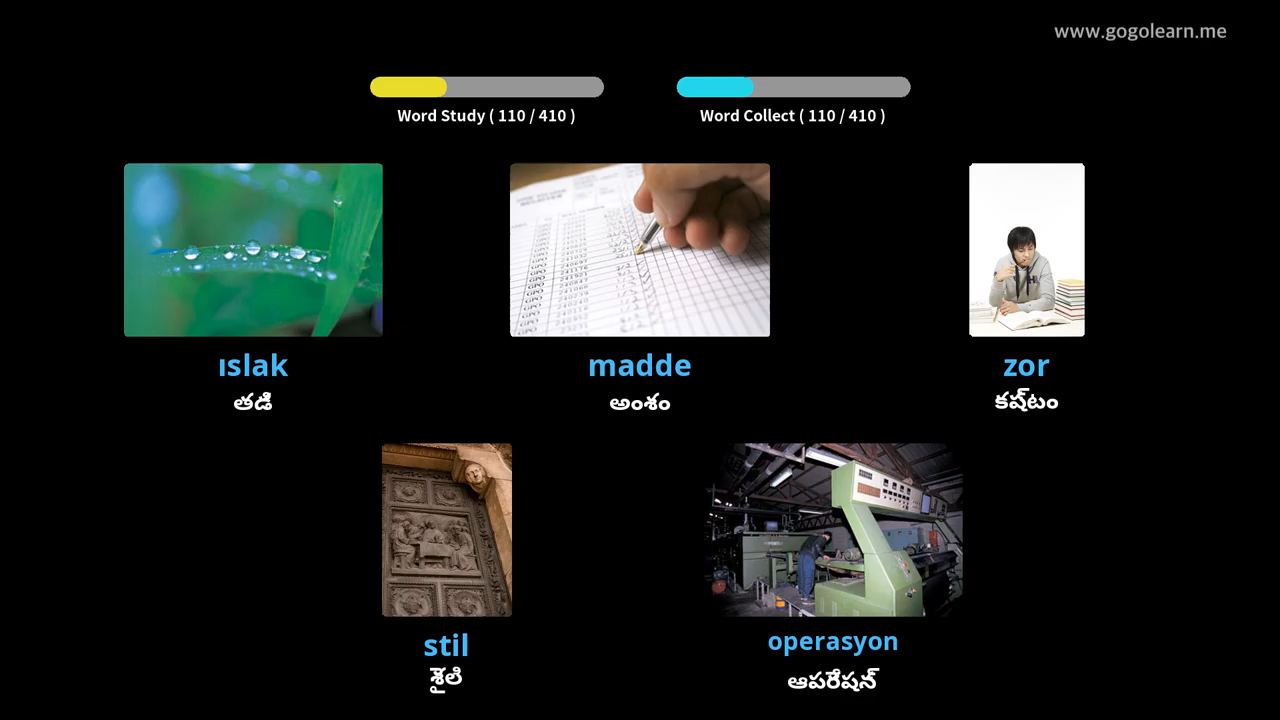 www.gogolearn.me
Word Study ( 110 / 410 )
Word Collect ( 110 / 410 )
ıslak
తడి
madde
అంశం
zor
కష్టం
stil
శైలి
operasyon
ఆపరేషన్